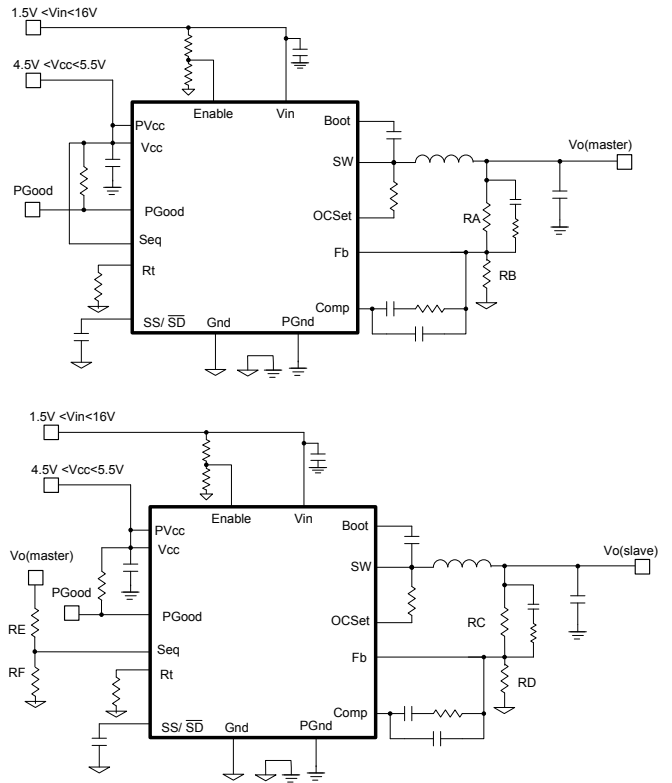 1.5V <Vin<16V
4.5V <Vcc<5.5V
Enable
Vin
PVcc
Vcc
Boot
SW
Vo(master)
PGood
PGood
OCSet
RA
Seq
Fb
Rt
RB
Comp
SS/ SD
Gnd
PGnd
1.5V <Vin<16V
4.5V <Vcc<5.5V
Enable
Vin
PVcc
Vcc
Boot
Vo(master)
SW
Vo(slave)
PGood
PGood
RE
OCSet
RC
Seq
Fb
RF
Rt
RD
Comp
SS/ SD
Gnd
PGnd